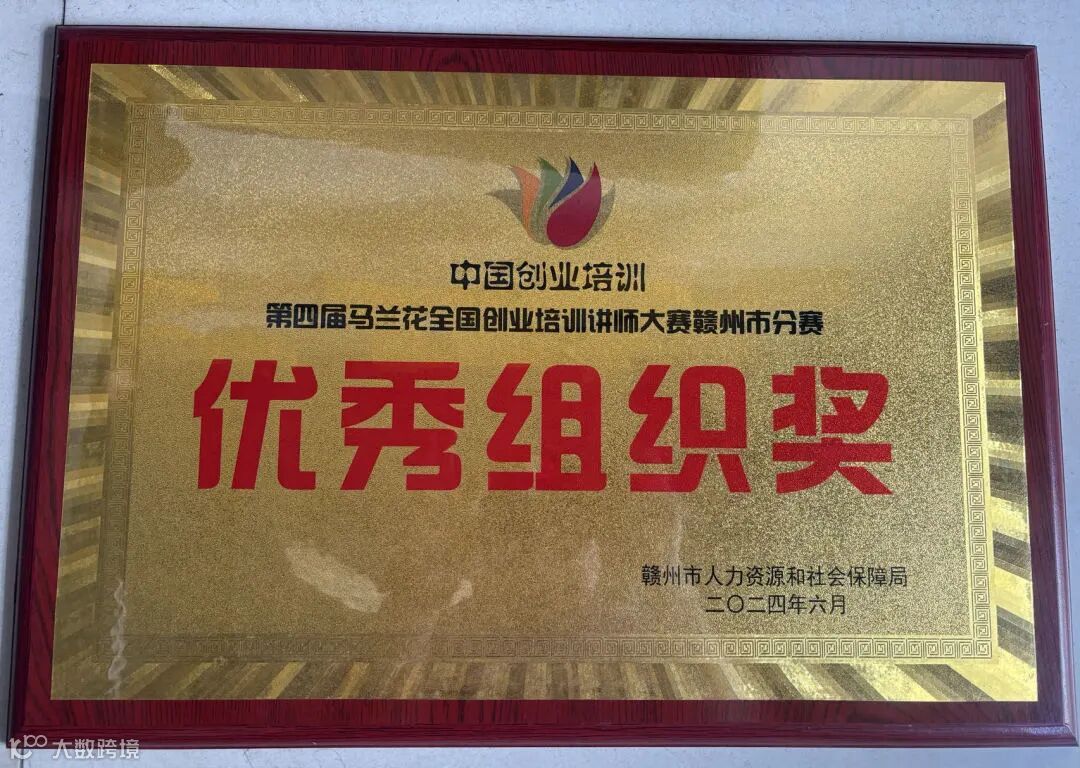 中国创业培训
第四届马兰花全国创业培训讲师大赛赣州市分赛
优秀组织奖
赣州市人力资源和社会保障局
二〇二四年六月
大数跨境